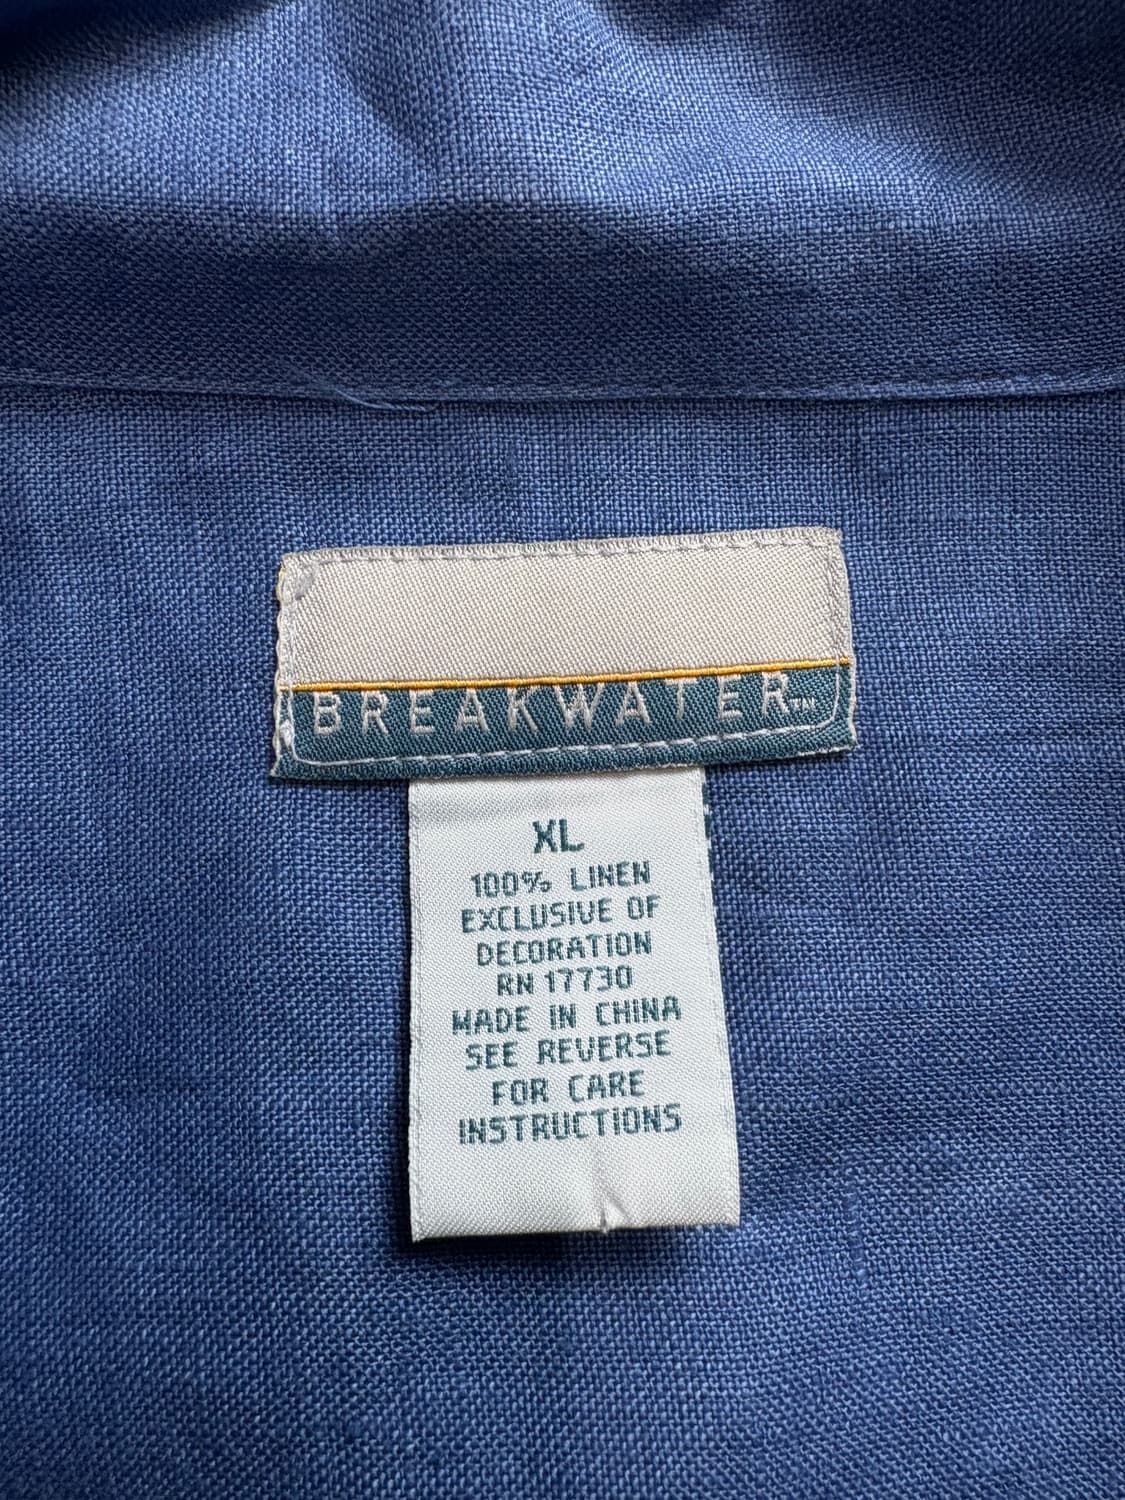 BREAKWATER™
XL
100% LINEN
EXCLUSIVE OF
DECORATION
RN 17730
MADE IN CHINA
SEE REVERSE
FOR CARE
INSTRUCTIONS